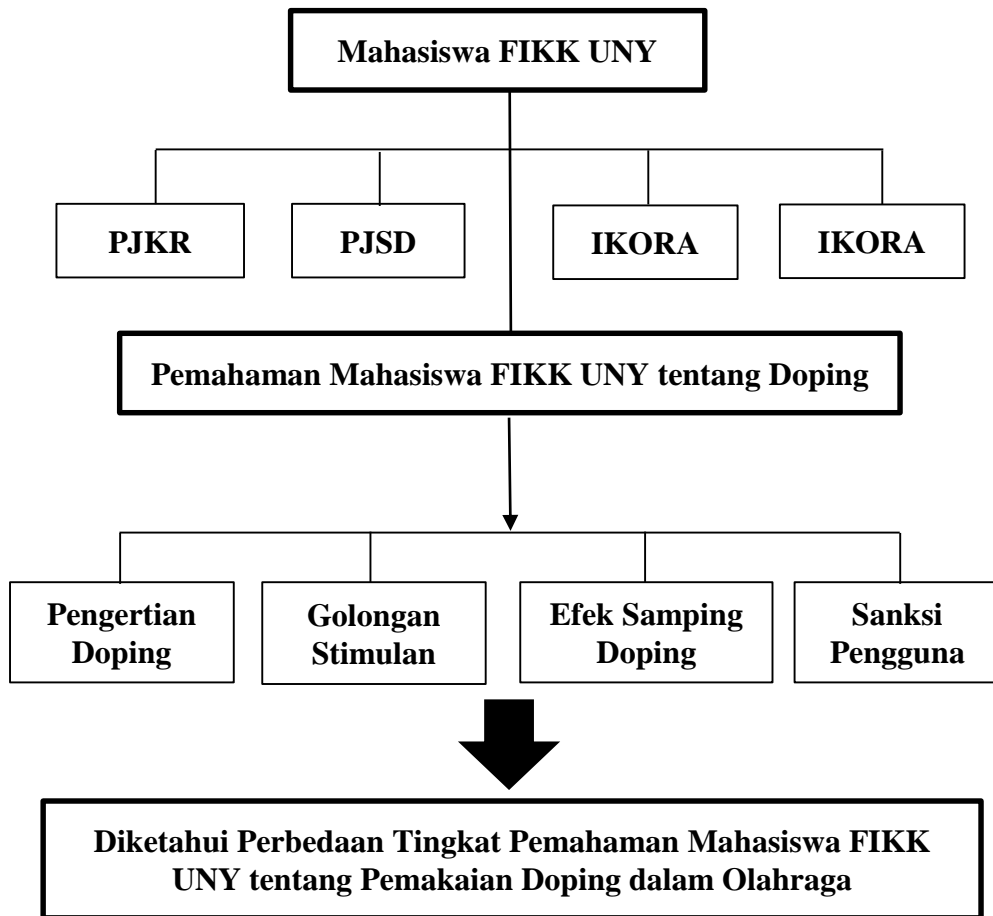 Mahasiswa FIKK UNY
PJKR
PJSD
IKORA
IKORA
Pemahaman Mahasiswa FIKK UNY tentang Doping
Pengertian
Doping
Golongan
Stimulan
Efek Samping
Doping
Sanksi
Pengguna
Diketahui Perbedaan Tingkat Pemahaman Mahasiswa FIKK
UNY tentang Pemakaian Doping dalam Olahraga